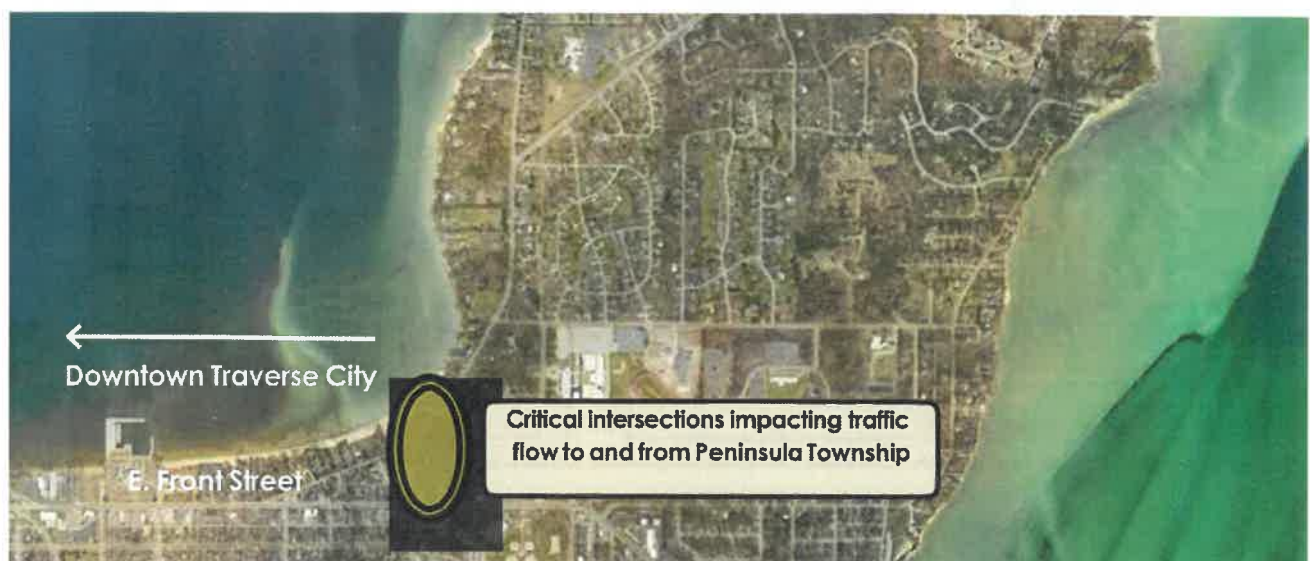 Downtown Traverse City
Critical intersections impacting traffic
flow to and from Peninsula Township
E. Front Street